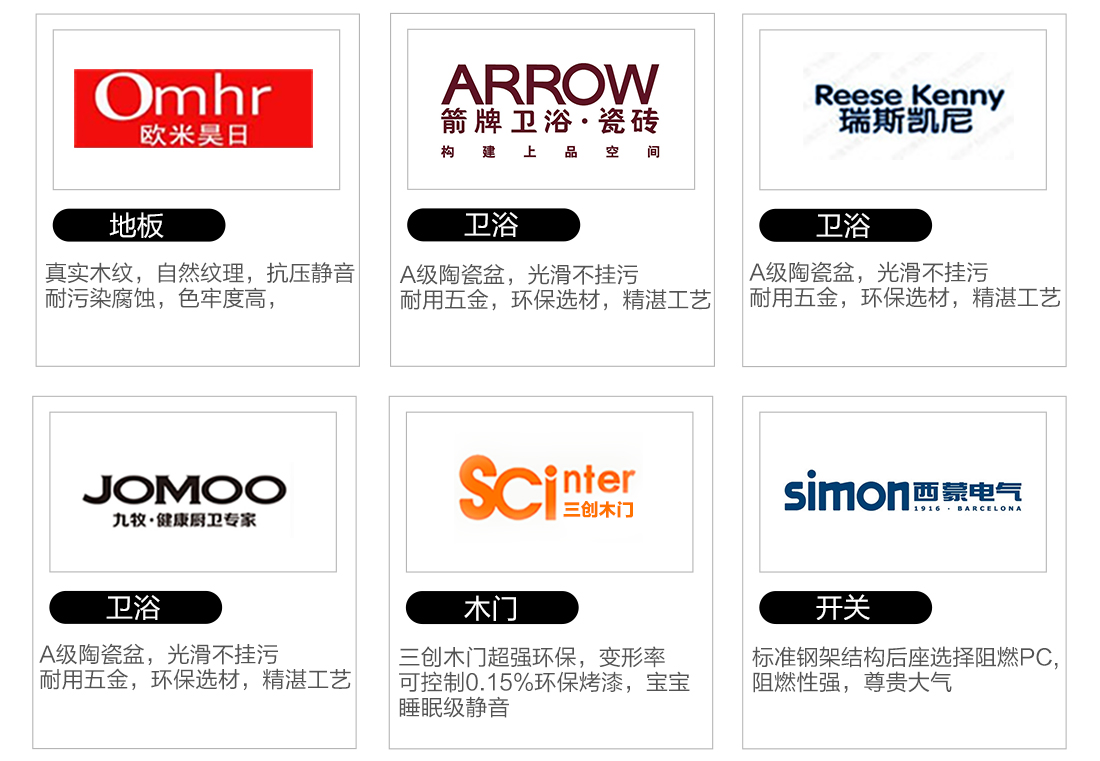 Omhr
欧米昊日
地板
真实木纹，自然纹理，抗压静音
耐污染腐蚀，色牢度高，
ARROW
箭牌卫浴·瓷砖
构建上品空间
卫浴
A级陶瓷盆，光滑不挂污
耐用五金，环保选材，精湛工艺
Reese Kenny
瑞斯凯尼
卫浴
A级陶瓷盆，光滑不挂污
耐用五金，环保选材，精湛工艺
JOMOO
九牧·健康厨卫专家
卫浴
A级陶瓷盆，光滑不挂污
耐用五金，环保选材，精湛工艺
SCinter
三创木门
木门
三创木门超强环保，变形率
可控制0.15%环保烤漆，宝宝
睡眠级静音
simon西蒙电气
1916 · BARCELONA
开关
标准钢架结构后座选择阻燃PC,
阻燃性强，尊贵大气